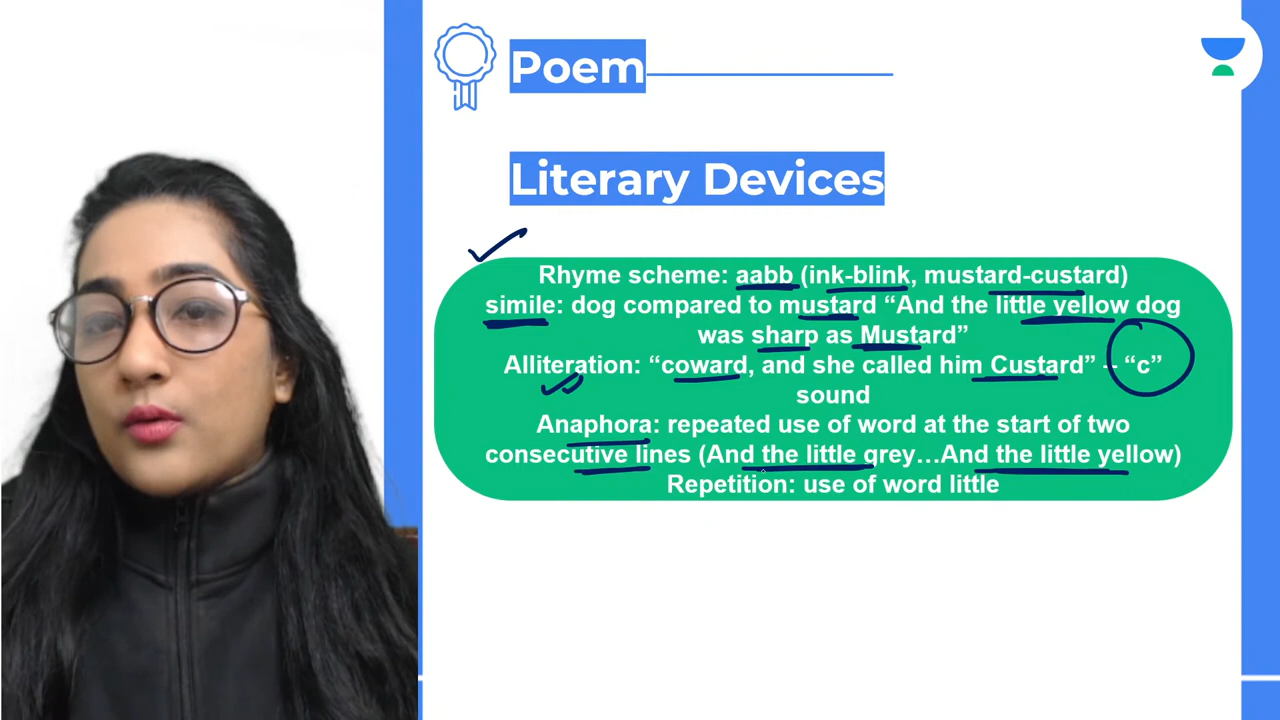 Poem
Literary Devices
Rhyme scheme: aabb (ink-blink, mustard-custard)
simile: dog compared to mustard “And the little yellow dog
was sharp as Mustard”
Alliteration: “coward, and she called him Custard” – “c”
sound
Anaphora: repeated use of word at the start of two
consecutive lines (And the little grey…And the little yellow)
Repetition: use of word little